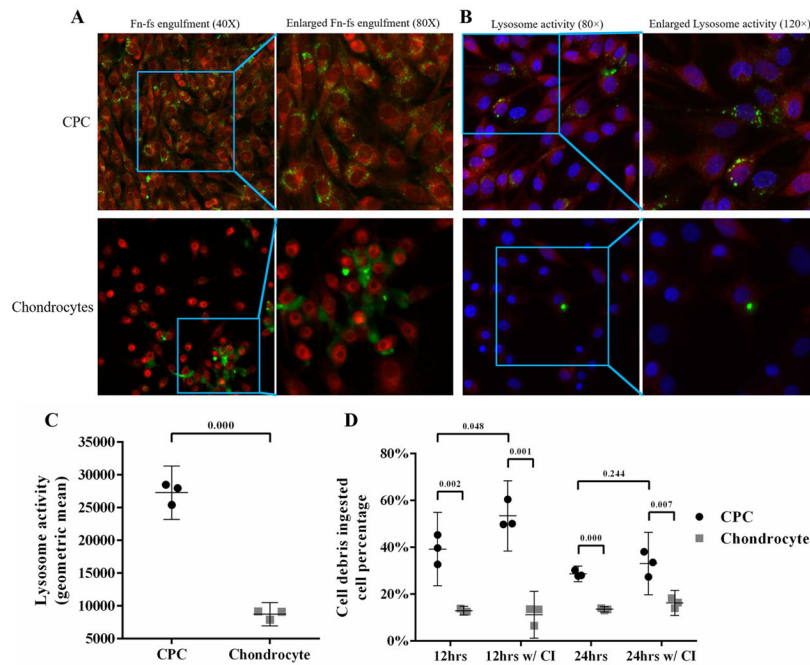 A
Fn-fs engulfment (40X)
Enlarged Fn-fs engulfment (80X)
B
Lysosome activity (80×)
Enlarged Lysosome activity (120×)
CPC
Chondrocytes
C
0.000
35000
30000
25000
20000
15000
10000
5000
Lysosome activity
(geometric mean)
CPC
Chondrocyte
D
0.048
0.001
0.002
0.244
0.007
0.000
80%
60%
40%
20%
0%
Cell debris ingested
cell percentage
12hrs
12hrs w/ CI
24hrs
24hrs w/ CI
CPC
Chondrocyte